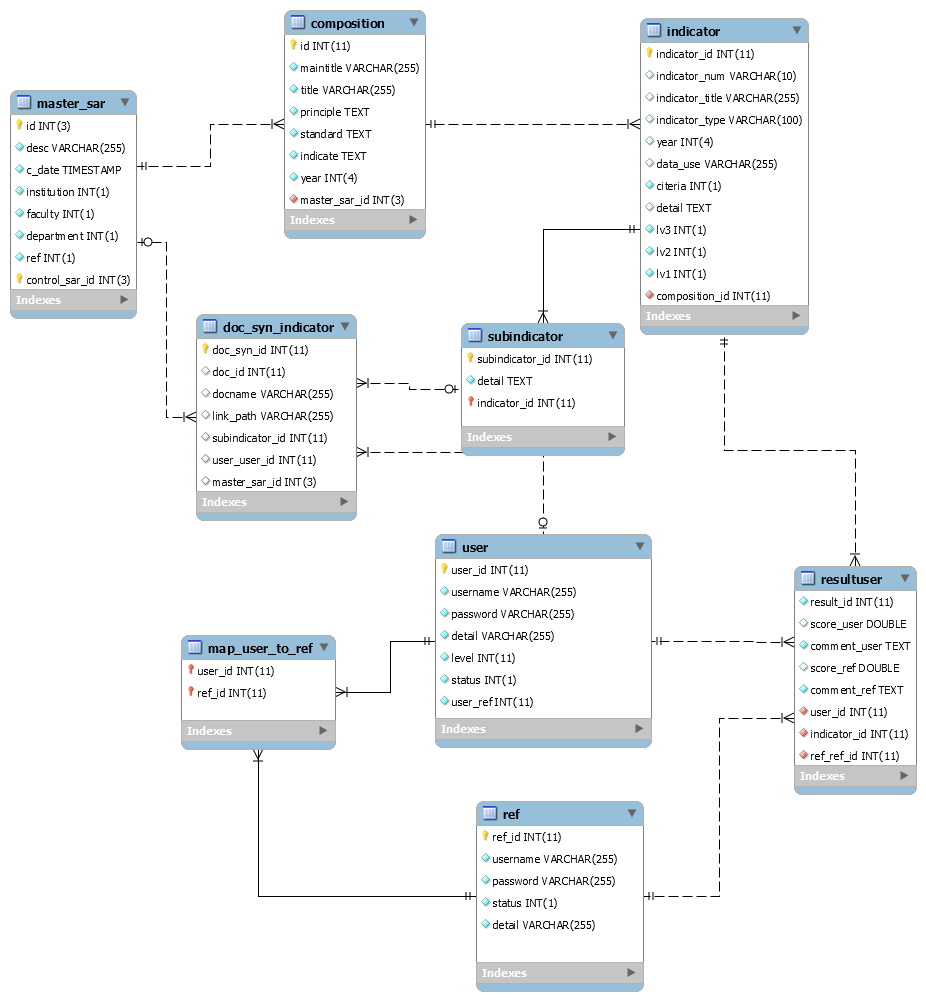 composition
id INT(11)
maintitle VARCHAR(255)
title VARCHAR(255)
principle TEXT
standard TEXT
indicate TEXT
year INT(4)
master_sar_id INT(3)
Indexes
indicator
indicator_id INT(11)
indicator_num VARCHAR(10)
indicator_title VARCHAR(255)
indicator_type VARCHAR(100)
year INT(4)
data_use VARCHAR(255)
citeria INT(1)
detail TEXT
lv3 INT(1)
lv2 INT(1)
lv1 INT(1)
composition_id INT(11)
Indexes
master_sar
id INT(3)
desc VARCHAR(255)
c_date TIMESTAMP
institution INT(1)
faculty INT(1)
department INT(1)
ref INT(1)
control_sar_id INT(3)
Indexes
doc_syn_indicator
doc_syn_id INT(11)
doc_id INT(11)
docname VARCHAR(255)
link_path VARCHAR(255)
subindicator_id INT(11)
user_user_id INT(11)
master_sar_id INT(3)
Indexes
subindicator
subindicator_id INT(11)
detail TEXT
indicator_id INT(11)
Indexes
user
user_id INT(11)
username VARCHAR(255)
password VARCHAR(255)
detail VARCHAR(255)
level INT(11)
status INT(1)
user_ref INT(11)
Indexes
resultuser
result_id INT(11)
score_user DOUBLE
comment_user TEXT
score_ref DOUBLE
comment_ref TEXT
user_id INT(11)
indicator_id INT(11)
ref_ref_id INT(11)
Indexes
map_user_to_ref
user_id INT(11)
ref_id INT(11)
Indexes
ref
ref_id INT(11)
username VARCHAR(255)
password VARCHAR(255)
status INT(1)
detail VARCHAR(255)
Indexes